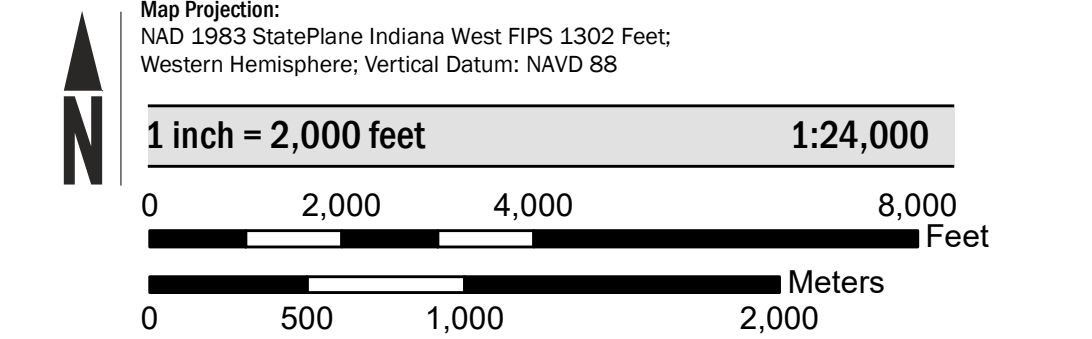 Map Projection:
NAD 1983 StatePlane Indiana West FIPS 1302 Feet;
Western Hemisphere; Vertical Datum: NAVD 88
N
1 inch = 2,000 feet 1:24,000
0 2,000 4,000 8,000
Feet
Meters
0 500 1,000 2,000